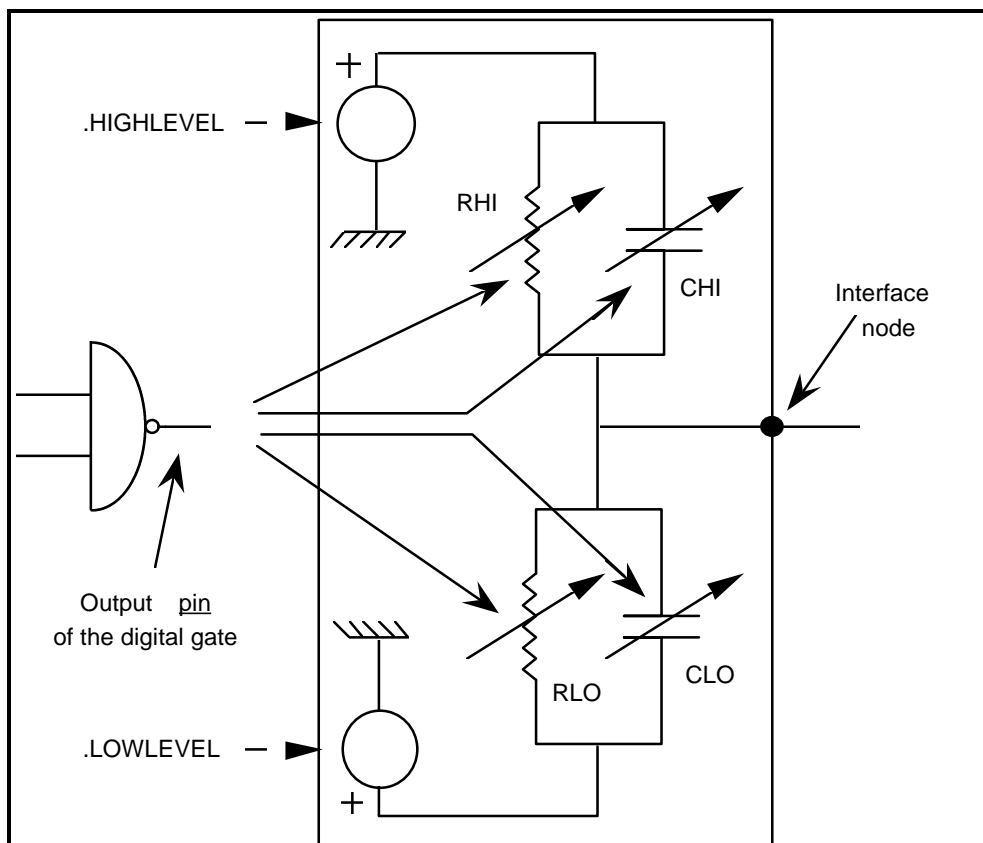 +
.HIGHLEVEL
RHI
CHI
Interface
node
Output pin
of the digital gate
RLO
CLO
.LOWLEVEL
+